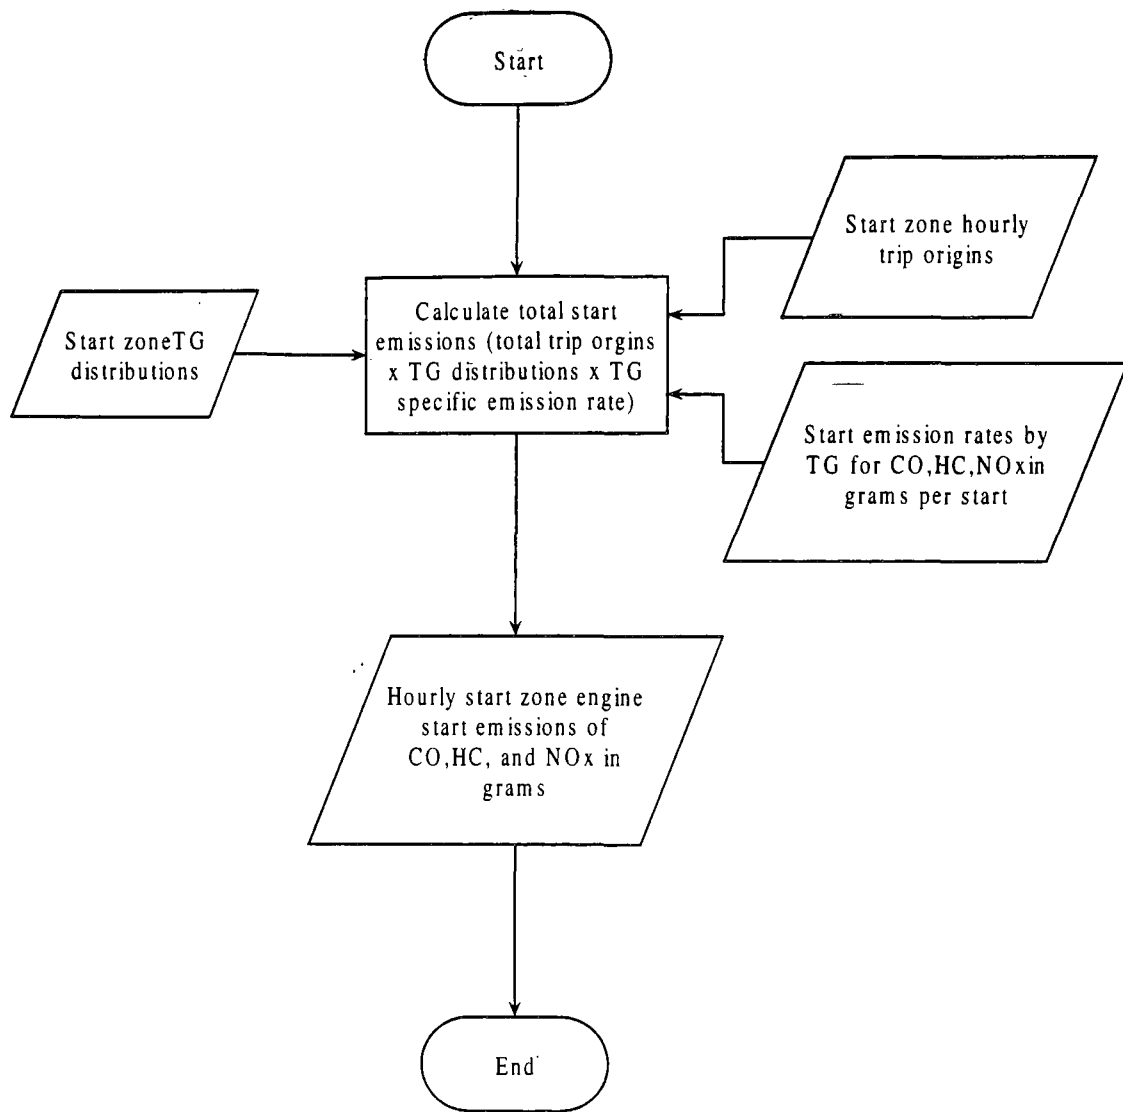 Start
Start zone hourly
trip origins
Calculate total start
emissions (total trip orgins
x TG distributions x TG
specific emission rate)
Start zoneTG
distributions
Start emission rates by
TG for CO,HC,NOxin
grams per start
Hourly start zone engine
start emissions of
CO,HC, and NOx in
grams
End